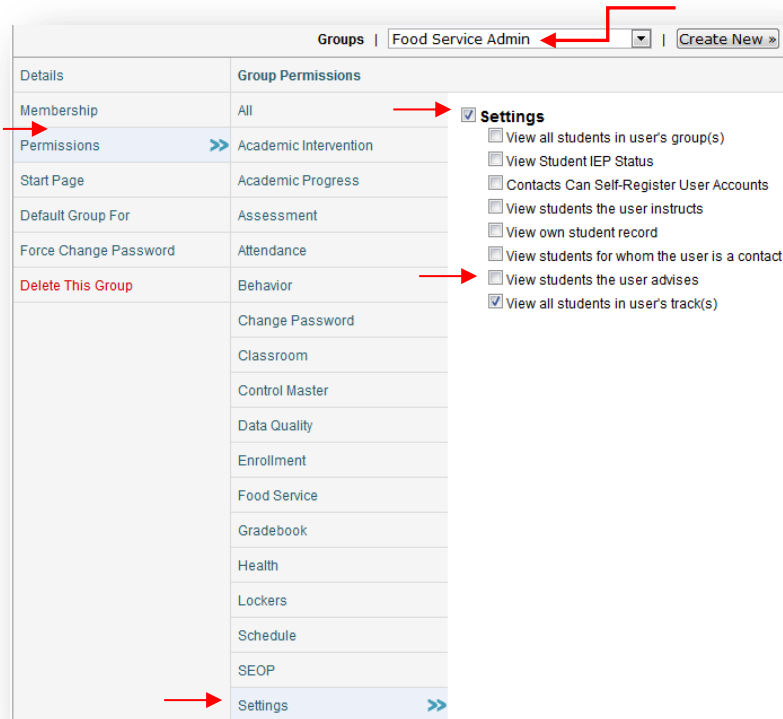 Groups | Food Service Admin | Create New »
Details
Membership
Permissions »
Start Page
Default Group For
Force Change Password
Delete This Group
Group Permissions
All
Academic Intervention
Academic Progress
Assessment
Attendance
Behavior
Change Password
Classroom
Control Master
Data Quality
Enrollment
Food Service
Gradebook
Health
Lockers
Schedule
SEOP
Settings »
Settings
View all students in user's group(s)
View Student IEP Status
Contacts Can Self-Register User Accounts
View students the user instructs
View own student record
View students for whom the user is a contact
View students the user advises
View all students in user's track(s)